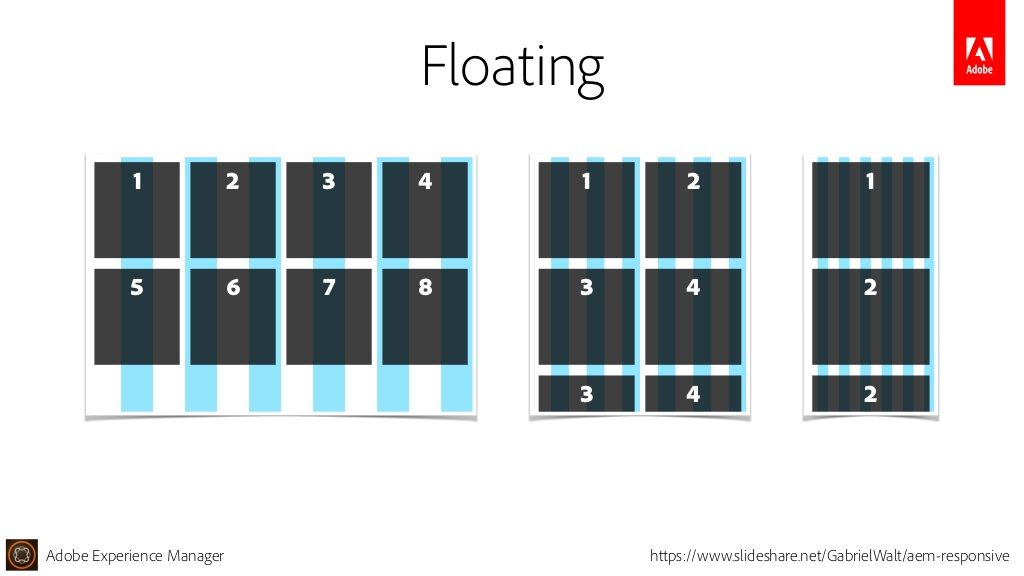 Floating
Adobe
1 2 3 4
5 6 7 8
1 2
3 4
3 4
1
2
2
Adobe Experience Manager
https://www.slideshare.net/GabrielWalt/aem-responsive